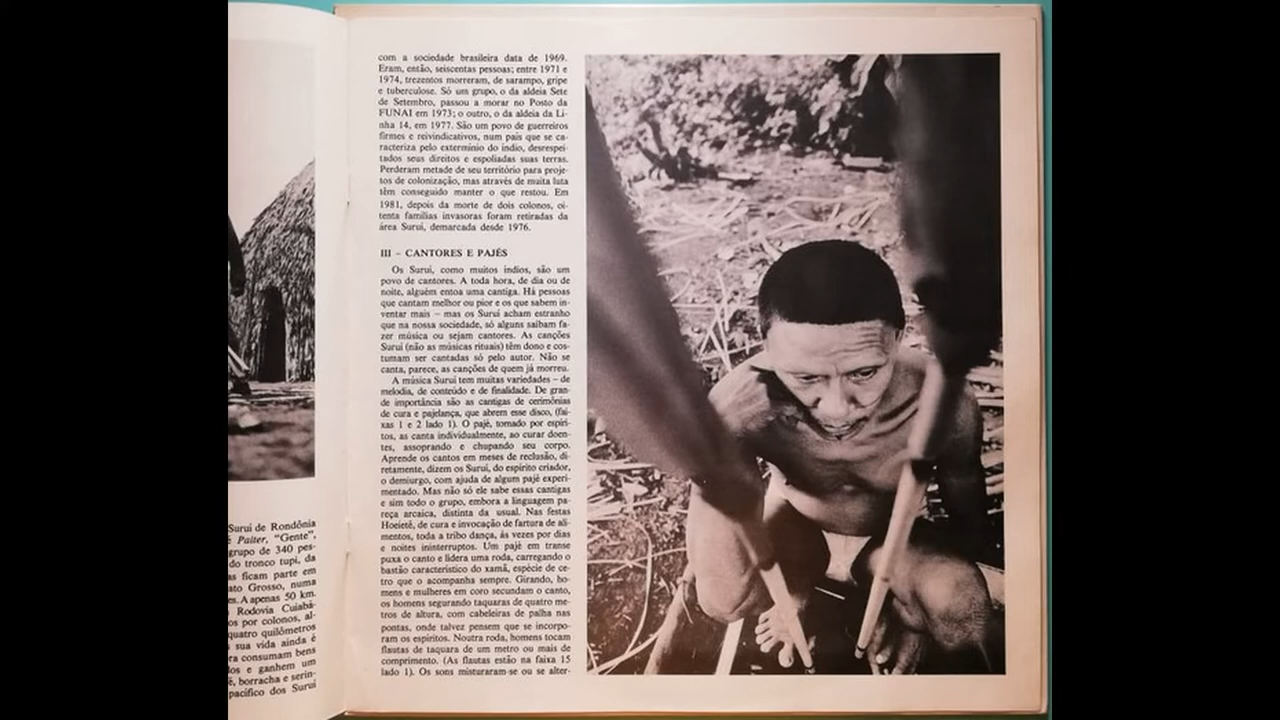 Surui de Rondônia
é Paiter, "Gente",
grupo de 340 pes-
do tronco tupi, da
as ficam parte em
ato Grosso, numa
es. A apenas 50 km.
Rodovia Cuiabá-
os por colonos, al-
quatro quilômetros
sua vida ainda é
ra consumam bens
los e ganhem um
é, borracha e serin-
pacífico dos Surui
com a sociedade brasileira data de 1969.
Eram, então, seiscentas pessoas; entre 1971 e
1974, trezentos morreram, de sarampo, gripe
e tuberculose. Só um grupo, o da aldeia Sete
de Setembro, passou a morar no Posto da
FUNAI em 1973; o outro, o da aldeia da Li-
nha 14, em 1977. São um povo de guerreiros
firmes e reivindicativos, num país que se ca-
racteriza pelo extermínio do índio, desrespei-
tados seus direitos e espoliadas suas terras.
Perderam metade de seu território para proje-
tos de colonização, mas através de muita luta
têm conseguido manter o que restou. Em
1981, depois da morte de dois colonos, oi-
tenta famílias invasoras foram retiradas da
área Surui, demarcada desde 1976.
III – CANTORES E PAJÉS
Os Surui, como muitos índios, são um
povo de cantores. A toda hora, de dia ou de
noite, alguém entoa uma cantiga. Há pessoas
que cantam melhor ou pior e os que sabem in-
ventar mais – mas os Surui acham estranho
que na nossa sociedade, só alguns saibam fa-
zer música ou sejam cantores. As canções
Surui (não as músicas rituais) têm dono e cos-
tumam ser cantadas só pelo autor. Não se
canta, parece, as canções de quem já morreu.
A música Surui tem muitas variedades – de
melodia, de conteúdo e de finalidade. De gran-
de importância são as cantigas de cerimônias
de cura e pajelança, que abrem esse disco, (fai-
xas 1 e 2 lado 1). O pajé, tomado por espíri-
tos, as canta individualmente, ao curar doen-
tes, assoprando e chupando seu corpo.
Aprende os cantos em meses de reclusão, di-
retamente, dizem os Surui, do espírito criador,
o demiurgo, com ajuda de algum pajé experi-
mentado. Mas não só ele sabe essas cantigas
e sim todo o grupo, embora a linguagem pa-
reça arcaica, distinta da usual. Nas festas
Hoeietê, de cura e invocação de fartura de ali-
mentos, toda a tribo dança, às vezes por dias
e noites ininterruptos. Um pajé em transe
puxa o canto e lidera uma roda, carregando o
bastão característico do xamã, espécie de ce-
tro que o acompanha sempre. Girando, ho-
mens e mulheres em coro secundam o canto,
os homens segurando taquaras de quatro me-
tros de altura, com cabeleiras de palha nas
pontas, onde talvez pensem que se incorpo-
ram os espíritos. Noutra roda, homens tocam
flautas de taquara de um metro ou mais de
comprimento. (As flautas estão na faixa 15
lado 1). Os sons misturaram-se ou se alter-